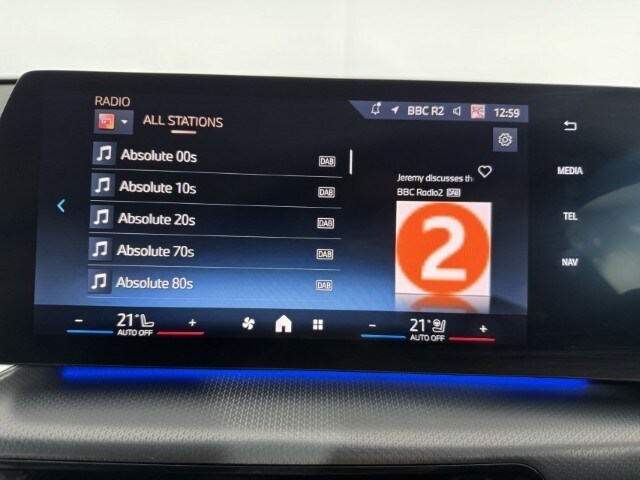 RADIO
ALL STATIONS
BBC R2 12:59
Absolute 00s DAB
Absolute 10s DAB
Absolute 20s DAB
Absolute 70s DAB
Absolute 80s DAB
Jeremy discusses th
BBC Radio2 DAB
2
MEDIA
TEL
NAV
- 21° +
AUTO OFF
- 21° +
AUTO OFF